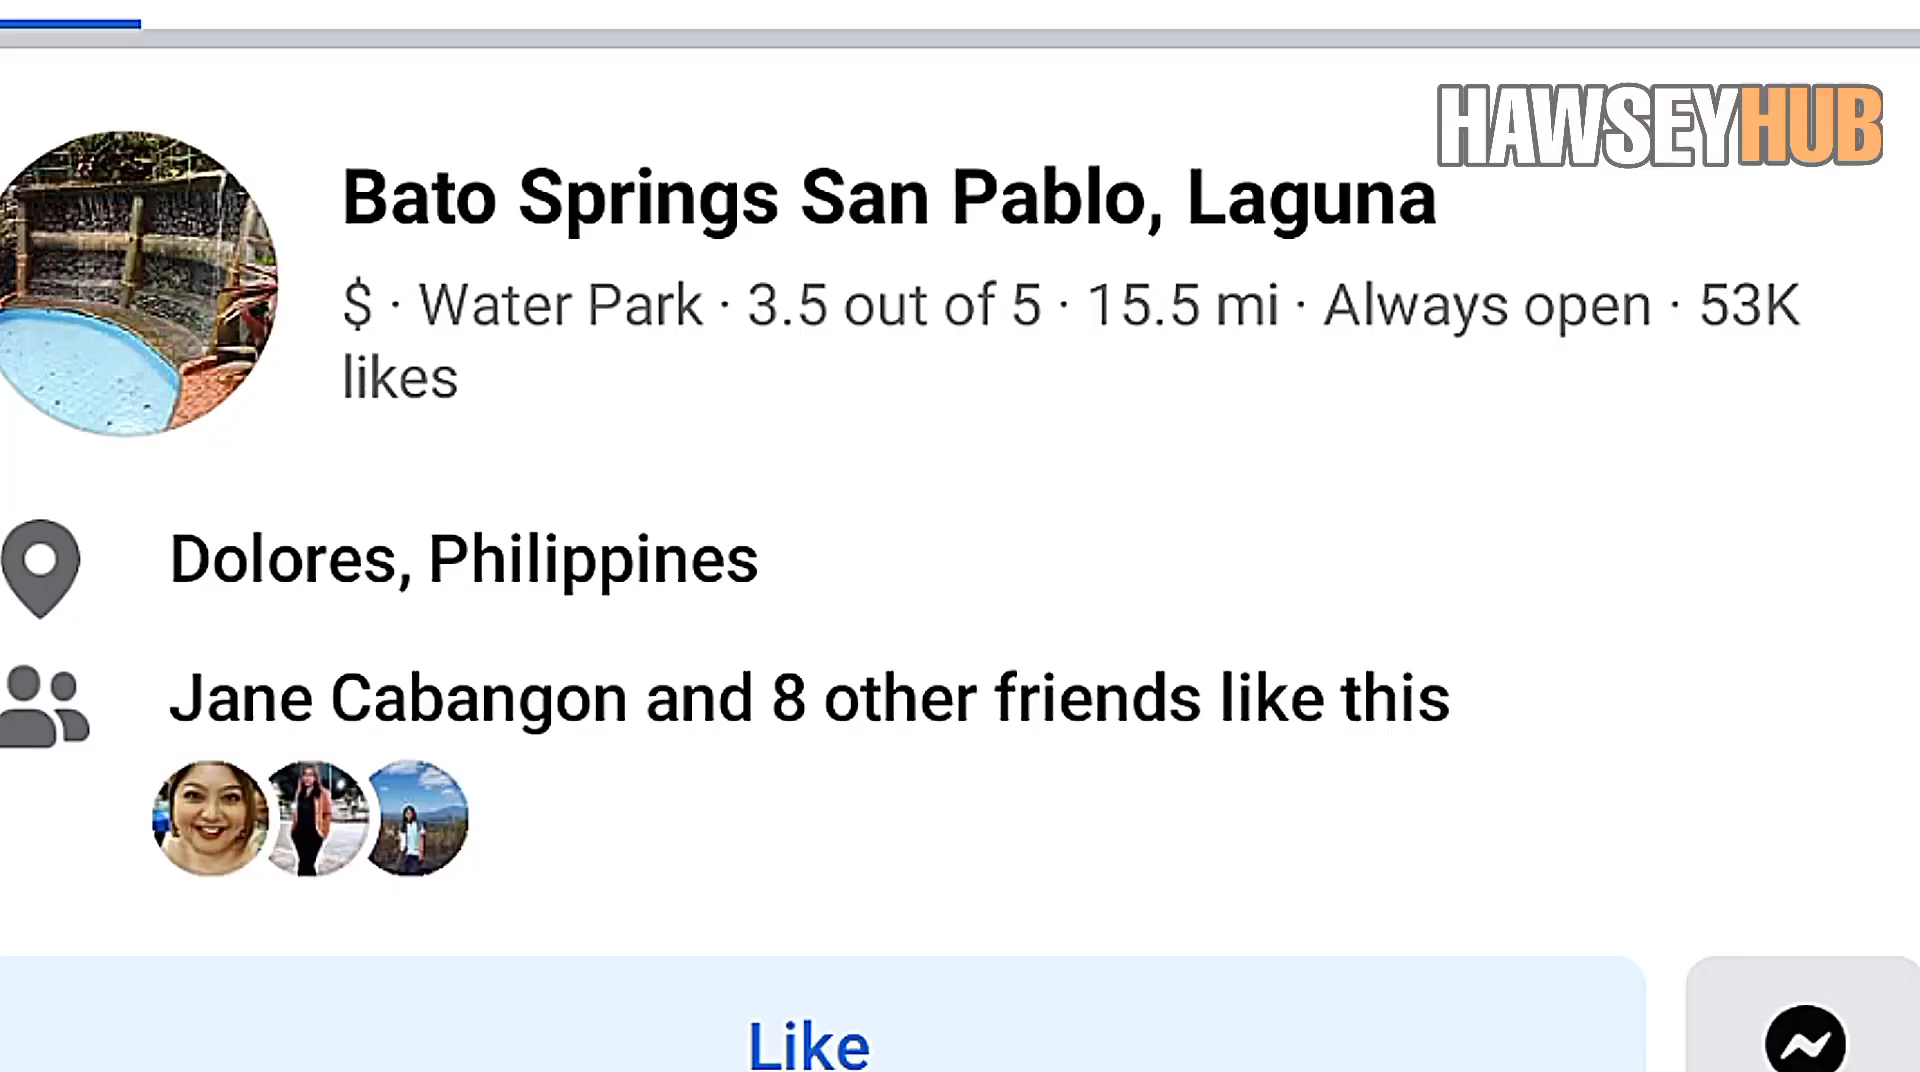 HAWSEYHUB
Bato Springs San Pablo, Laguna
$ · Water Park · 3.5 out of 5 · 15.5 mi · Always open · 53K
likes
Dolores, Philippines
Jane Cabangon and 8 other friends like this
Like